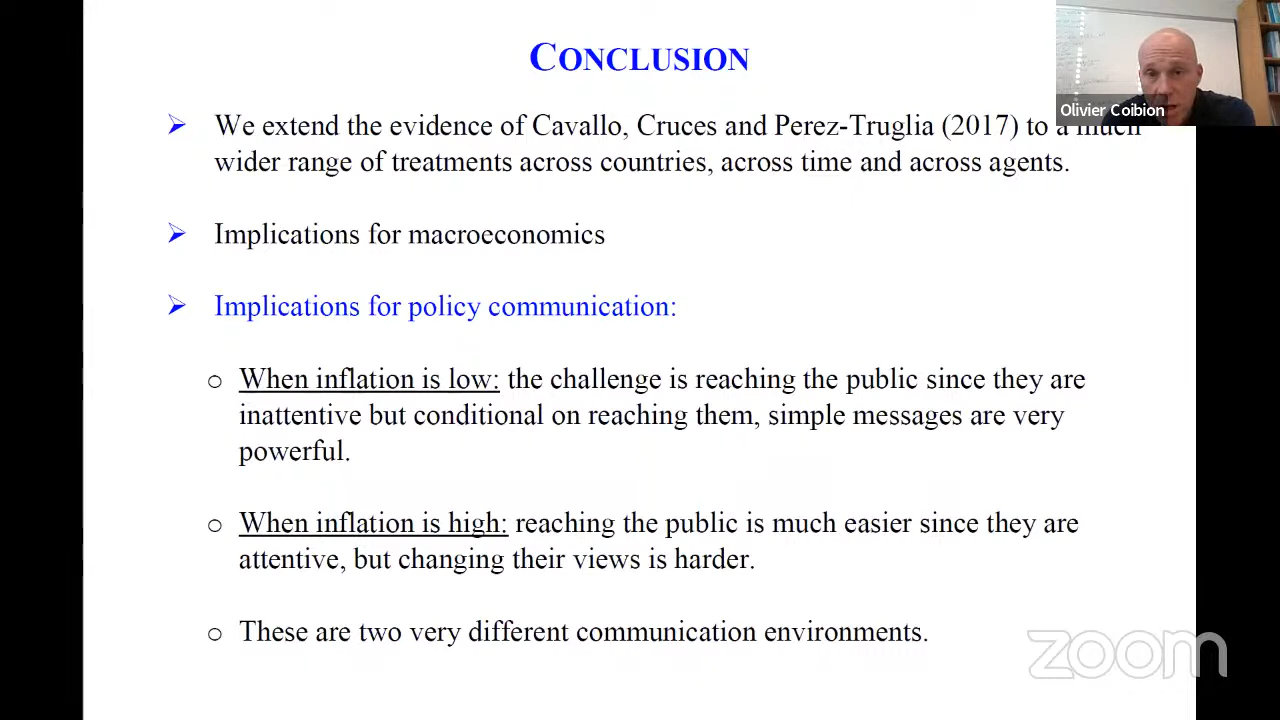 CONCLUSION
Olivier Coibion
➢ We extend the evidence of Cavallo, Cruces and Perez-Truglia (2017) to a much
wider range of treatments across countries, across time and across agents.
➢ Implications for macroeconomics
➢ Implications for policy communication:
o When inflation is low: the challenge is reaching the public since they are
inattentive but conditional on reaching them, simple messages are very
powerful.
o When inflation is high: reaching the public is much easier since they are
attentive, but changing their views is harder.
o These are two very different communication environments.
zoom